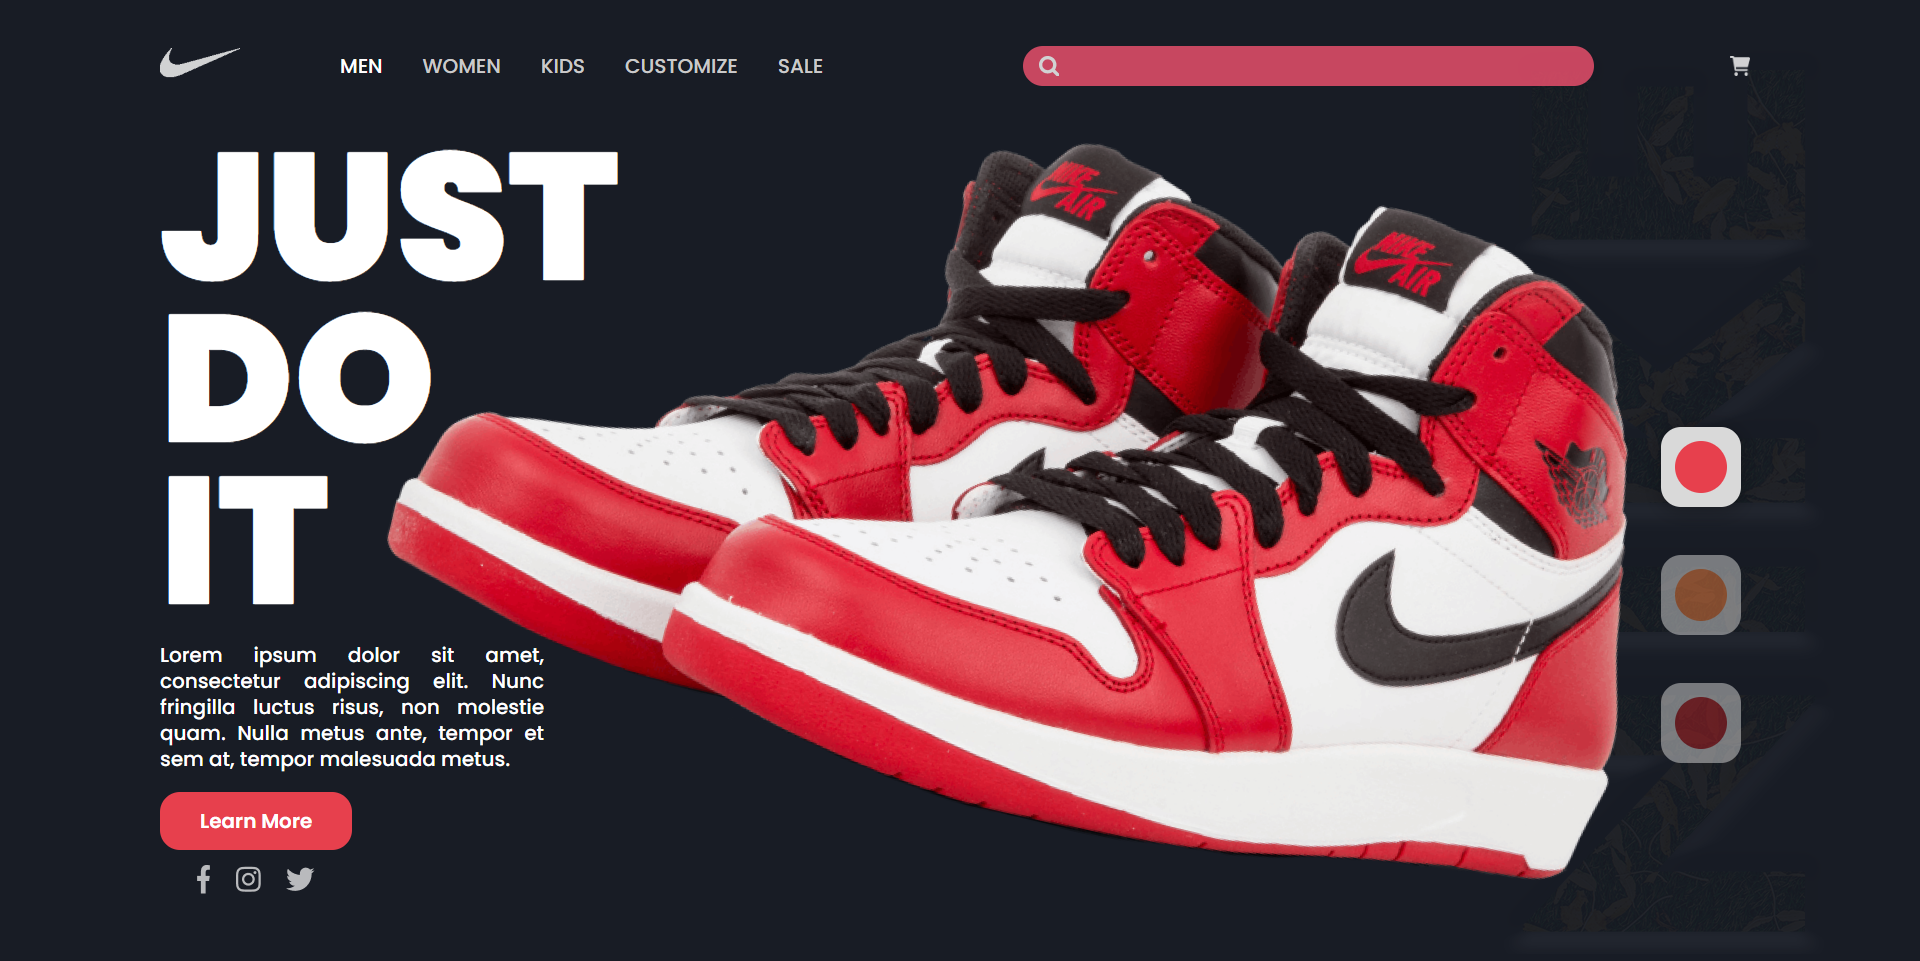 MEN WOMEN KIDS CUSTOMIZE SALE
JUST
DO
IT
NIKE
AIR
NIKE
AIR
Lorem ipsum dolor sit amet,
consectetur adipiscing elit. Nunc
fringilla luctus risus, non molestie
quam. Nulla metus ante, tempor et
sem at, tempor malesuada metus.
Learn More